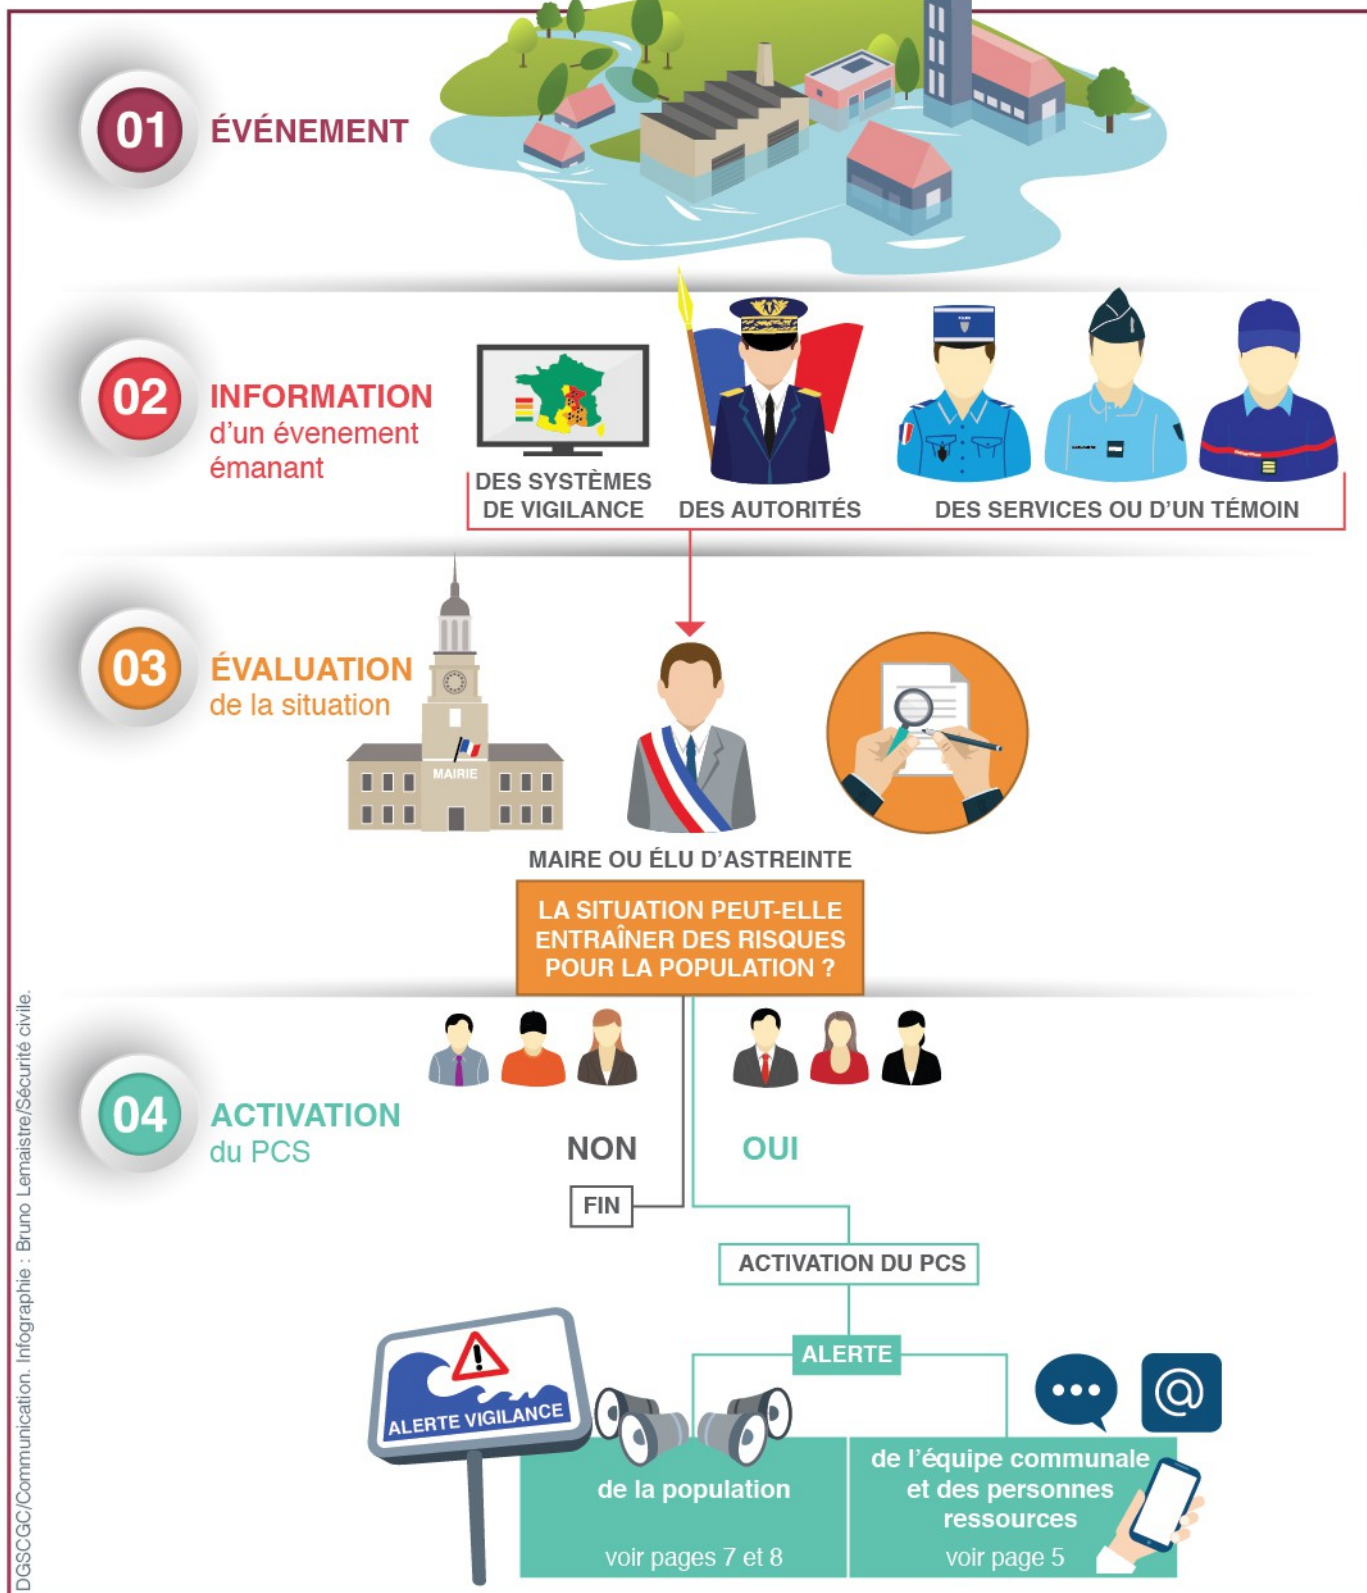 01
ÉVÉNEMENT
02
INFORMATION
d'un évenement
émanant
DES SYSTÈMES
DE VIGILANCE
DES AUTORITÉS
DES SERVICES OU D'UN TÉMOIN
03
ÉVALUATION
de la situation
MAIRIE
MAIRE OU ÉLU D'ASTREINTE
LA SITUATION PEUT-ELLE
ENTRAÎNER DES RISQUES
POUR LA POPULATION ?
04
ACTIVATION
du PCS
NON
OUI
FIN
ACTIVATION DU PCS
ALERTE
ALERTE VIGILANCE
de la population
voir pages 7 et 8
de l'équipe communale
et des personnes
ressources
voir page 5
DGSCGC/Communication. Infographie : Bruno Lemaistre/Sécurité civile.